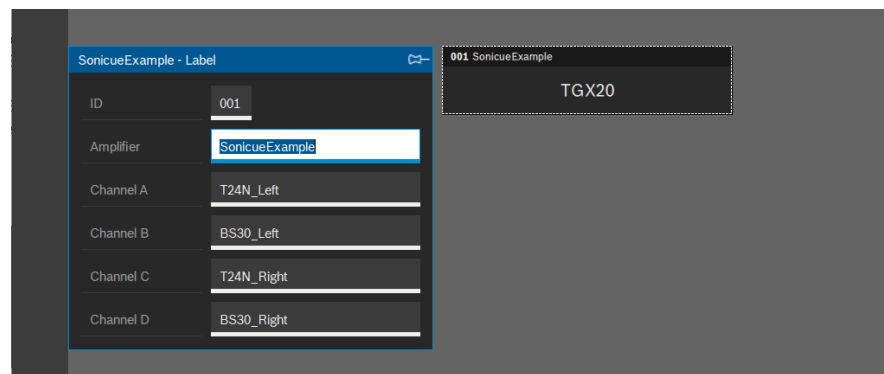 SonicueExample - Label
ID 001
Amplifier SonicueExample
Channel A T24N_Left
Channel B BS30_Left
Channel C T24N_Right
Channel D BS30_Right
001 SonicueExample
TGX20